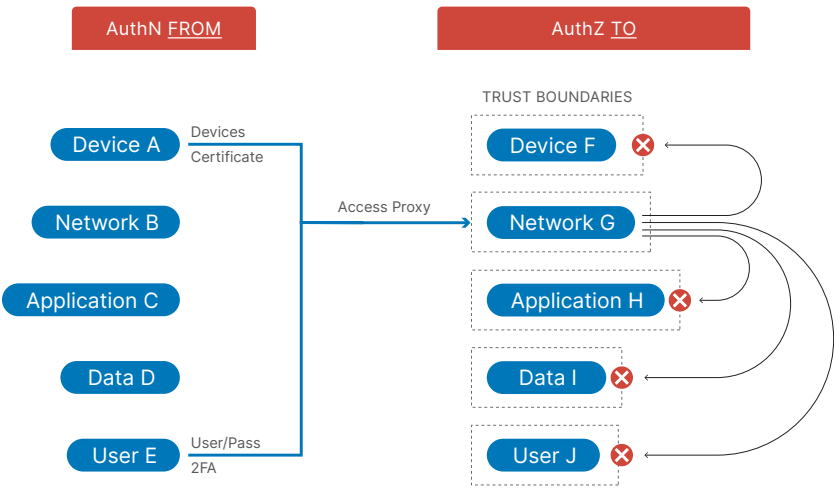 AuthN FROM
AuthZ TO
TRUST BOUNDARIES
Device A
Devices
Certificate
Device F
Network B
Access Proxy
Network G
Application C
Application H
Data D
Data I
User E
User/Pass
2FA
User J